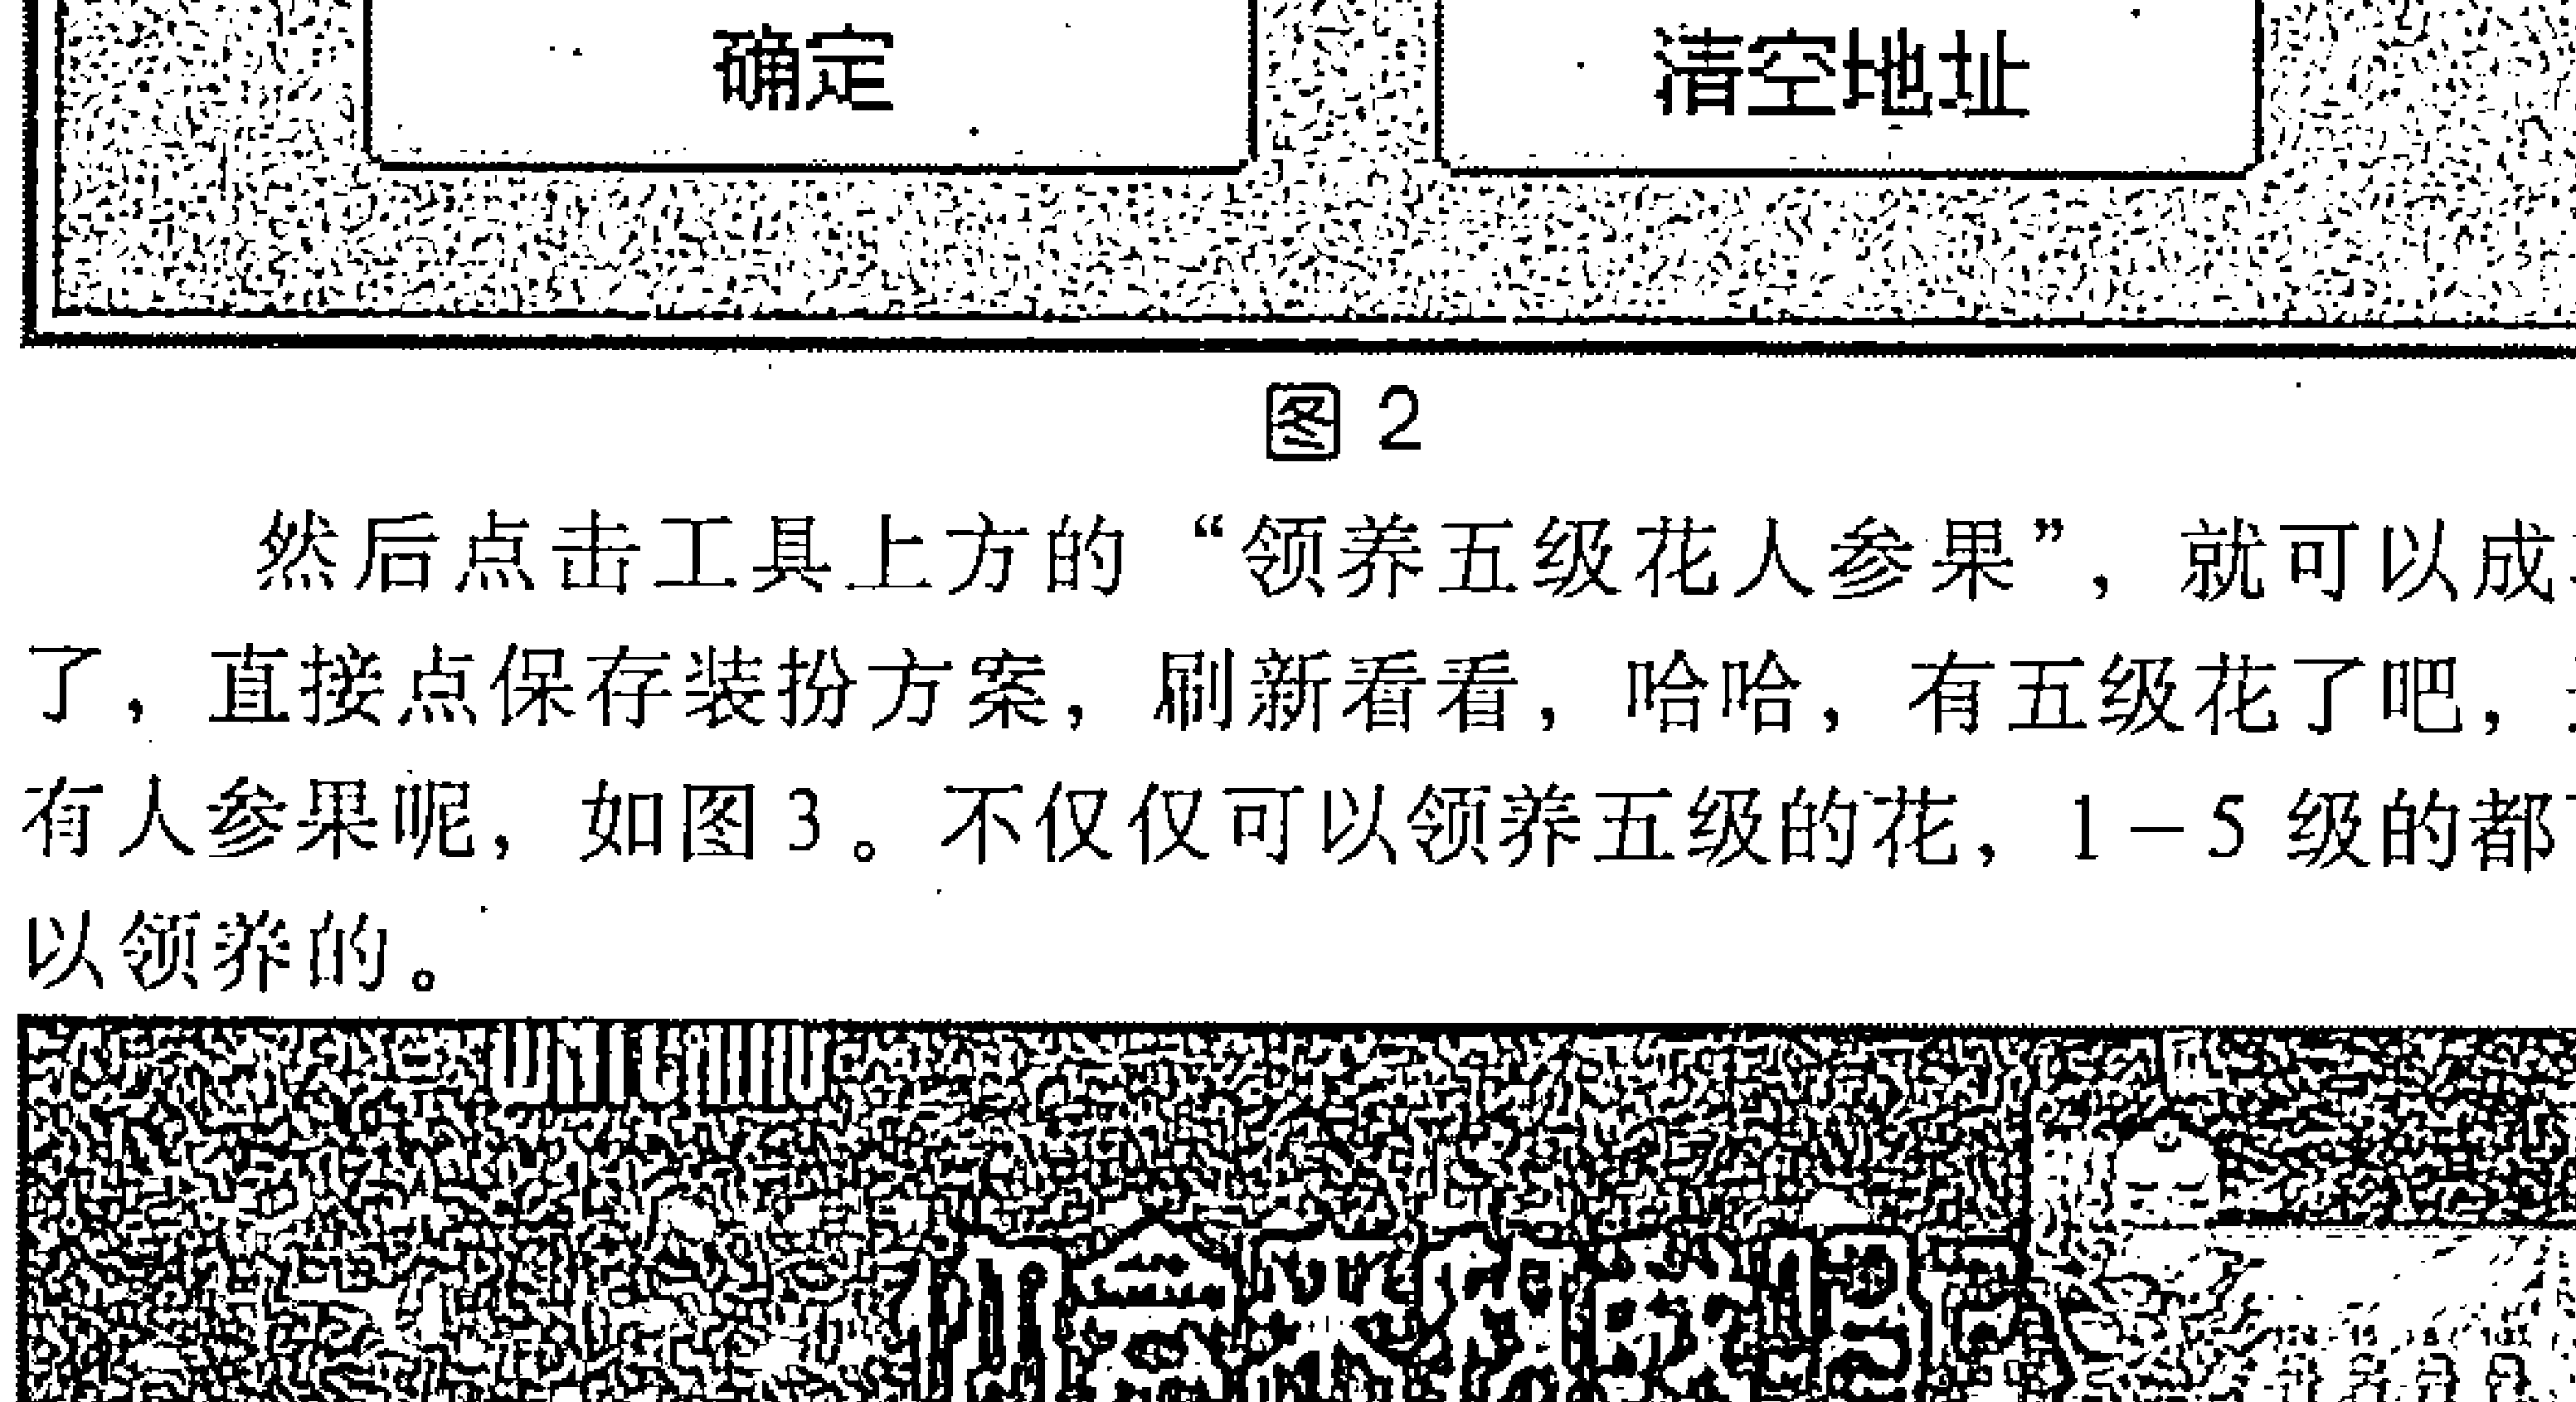 确定 清空地址
图 2
然后点击工具上方的“领养五级花人参果”，就可以成
了，直接点保存装扮方案，刷新看看，哈哈，有五级花了吧，
有人参果呢，如图3。不仅仅可以领养五级的花，1－5 级的都
以领养的。